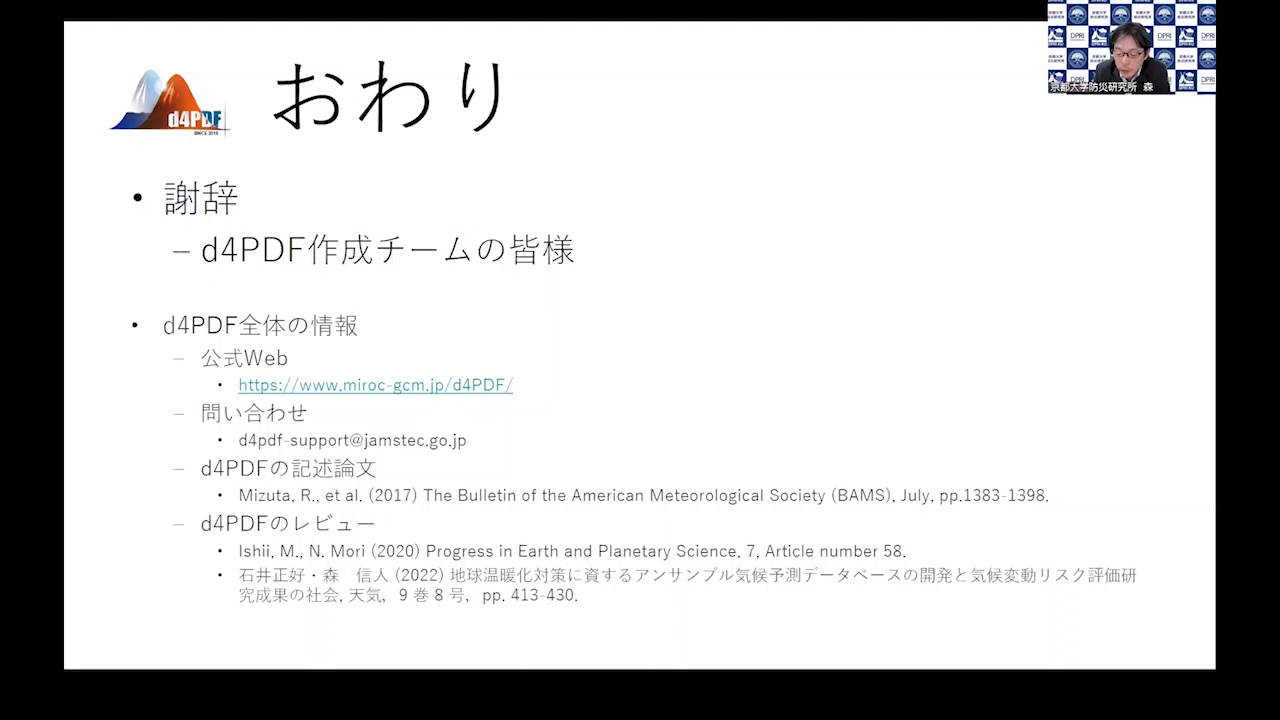 d4PDF
SINCE 2015
おわり
京都大学防災研究所 森
DPRI
• 謝辞
– d4PDF作成チームの皆様
• d4PDF全体の情報
– 公式Web
• https://www.miroc-gcm.jp/d4PDF/
– 問い合わせ
• d4pdf-support@jamstec.go.jp
– d4PDFの記述論文
• Mizuta, R., et al. (2017) The Bulletin of the American Meteorological Society (BAMS), July, pp.1383-1398.
– d4PDFのレビュー
• Ishii, M., N. Mori (2020) Progress in Earth and Planetary Science, 7, Article number 58.
• 石井正好・森　信人 (2022) 地球温暖化対策に資するアンサンブル気候予測データベースの開発と気候変動リスク評価研
究成果の社会, 天気, 9 巻 8 号, pp. 413-430.